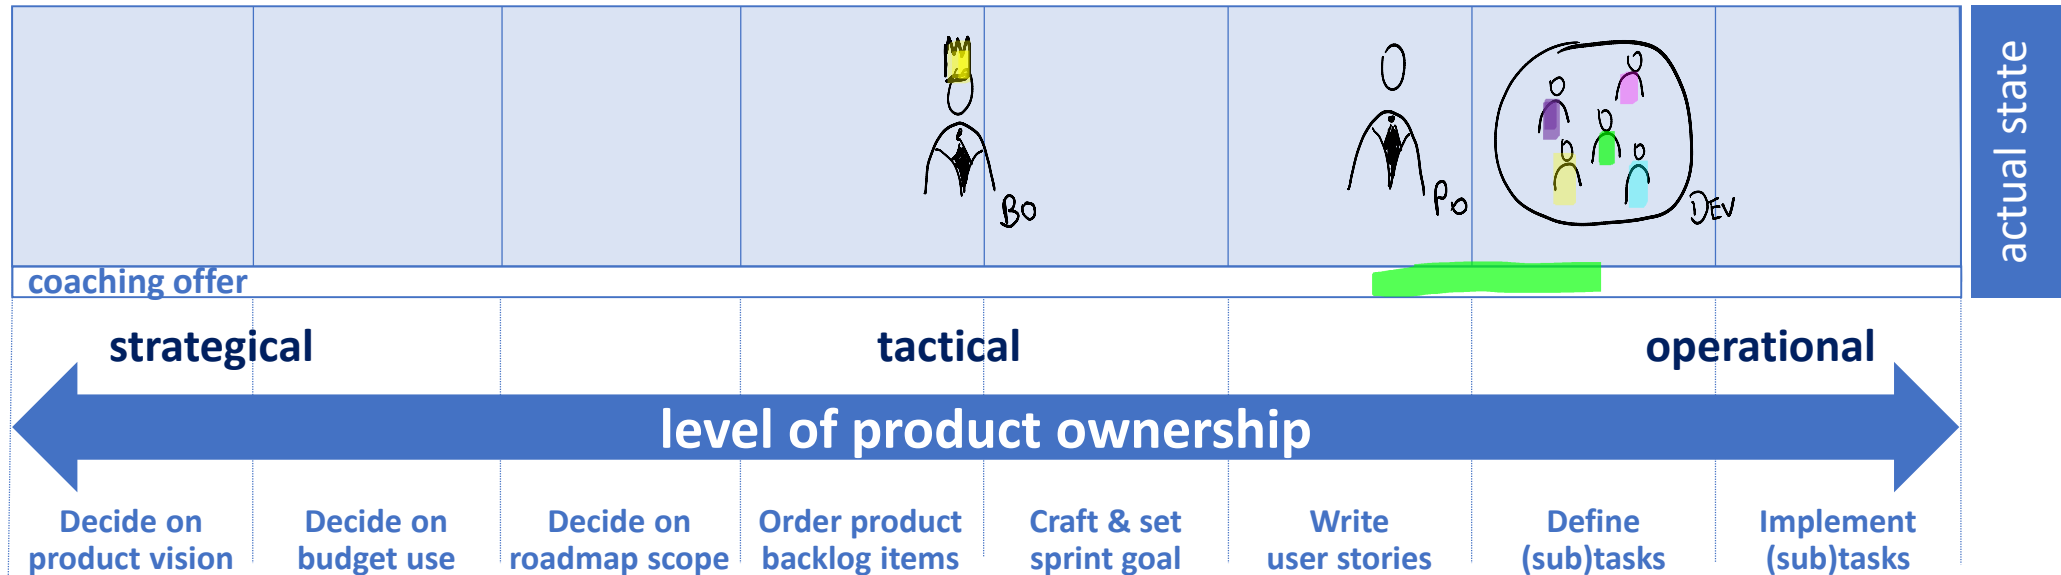 BO
PO
DEV
actual state
coaching offer
strategical
tactical
operational
level of product ownership
Decide on
product vision
Decide on
budget use
Decide on
roadmap scope
Order product
backlog items
Craft & set
sprint goal
Write
user stories
Define
(sub)tasks
Implement
(sub)tasks